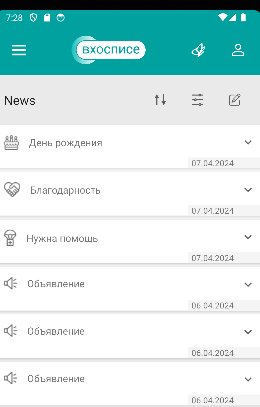 7:28
вхосписе
News
День рождения
07.04.2024
Благодарность
07.04.2024
Нужна помощь
07.04.2024
Объявление
06.04.2024
Объявление
06.04.2024
Объявление
06.04.2024